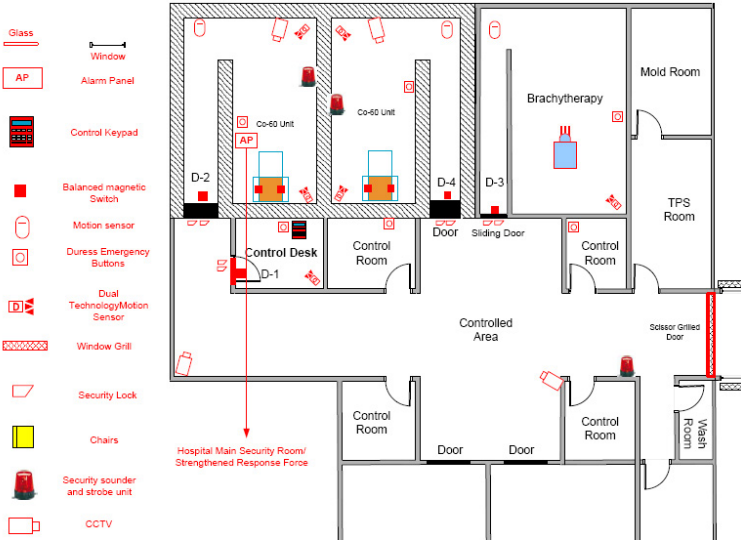 Glass
Window
AP
Alarm Panel
Control Keypad
Balanced magnetic
Switch
Motion sensor
Duress Emergency
Buttons
D
Dual
TechnologyMotion
Sensor
Window Grill
Security Lock
Chairs
Security sounder
and strobe unit
CCTV
Co-60 Unit
AP
D-2
Co-60 Unit
D-4
Brachytherapy
D-3
Mold Room
TPS
Room
Control Desk
D-1
Control
Room
Door
Sliding Door
Control
Room
Controlled
Area
Scissor Grilled
Door
Control
Room
Door
Door
Control
Room
Wash
Room
Hospital Main Security Room/
Strengthened Response Force